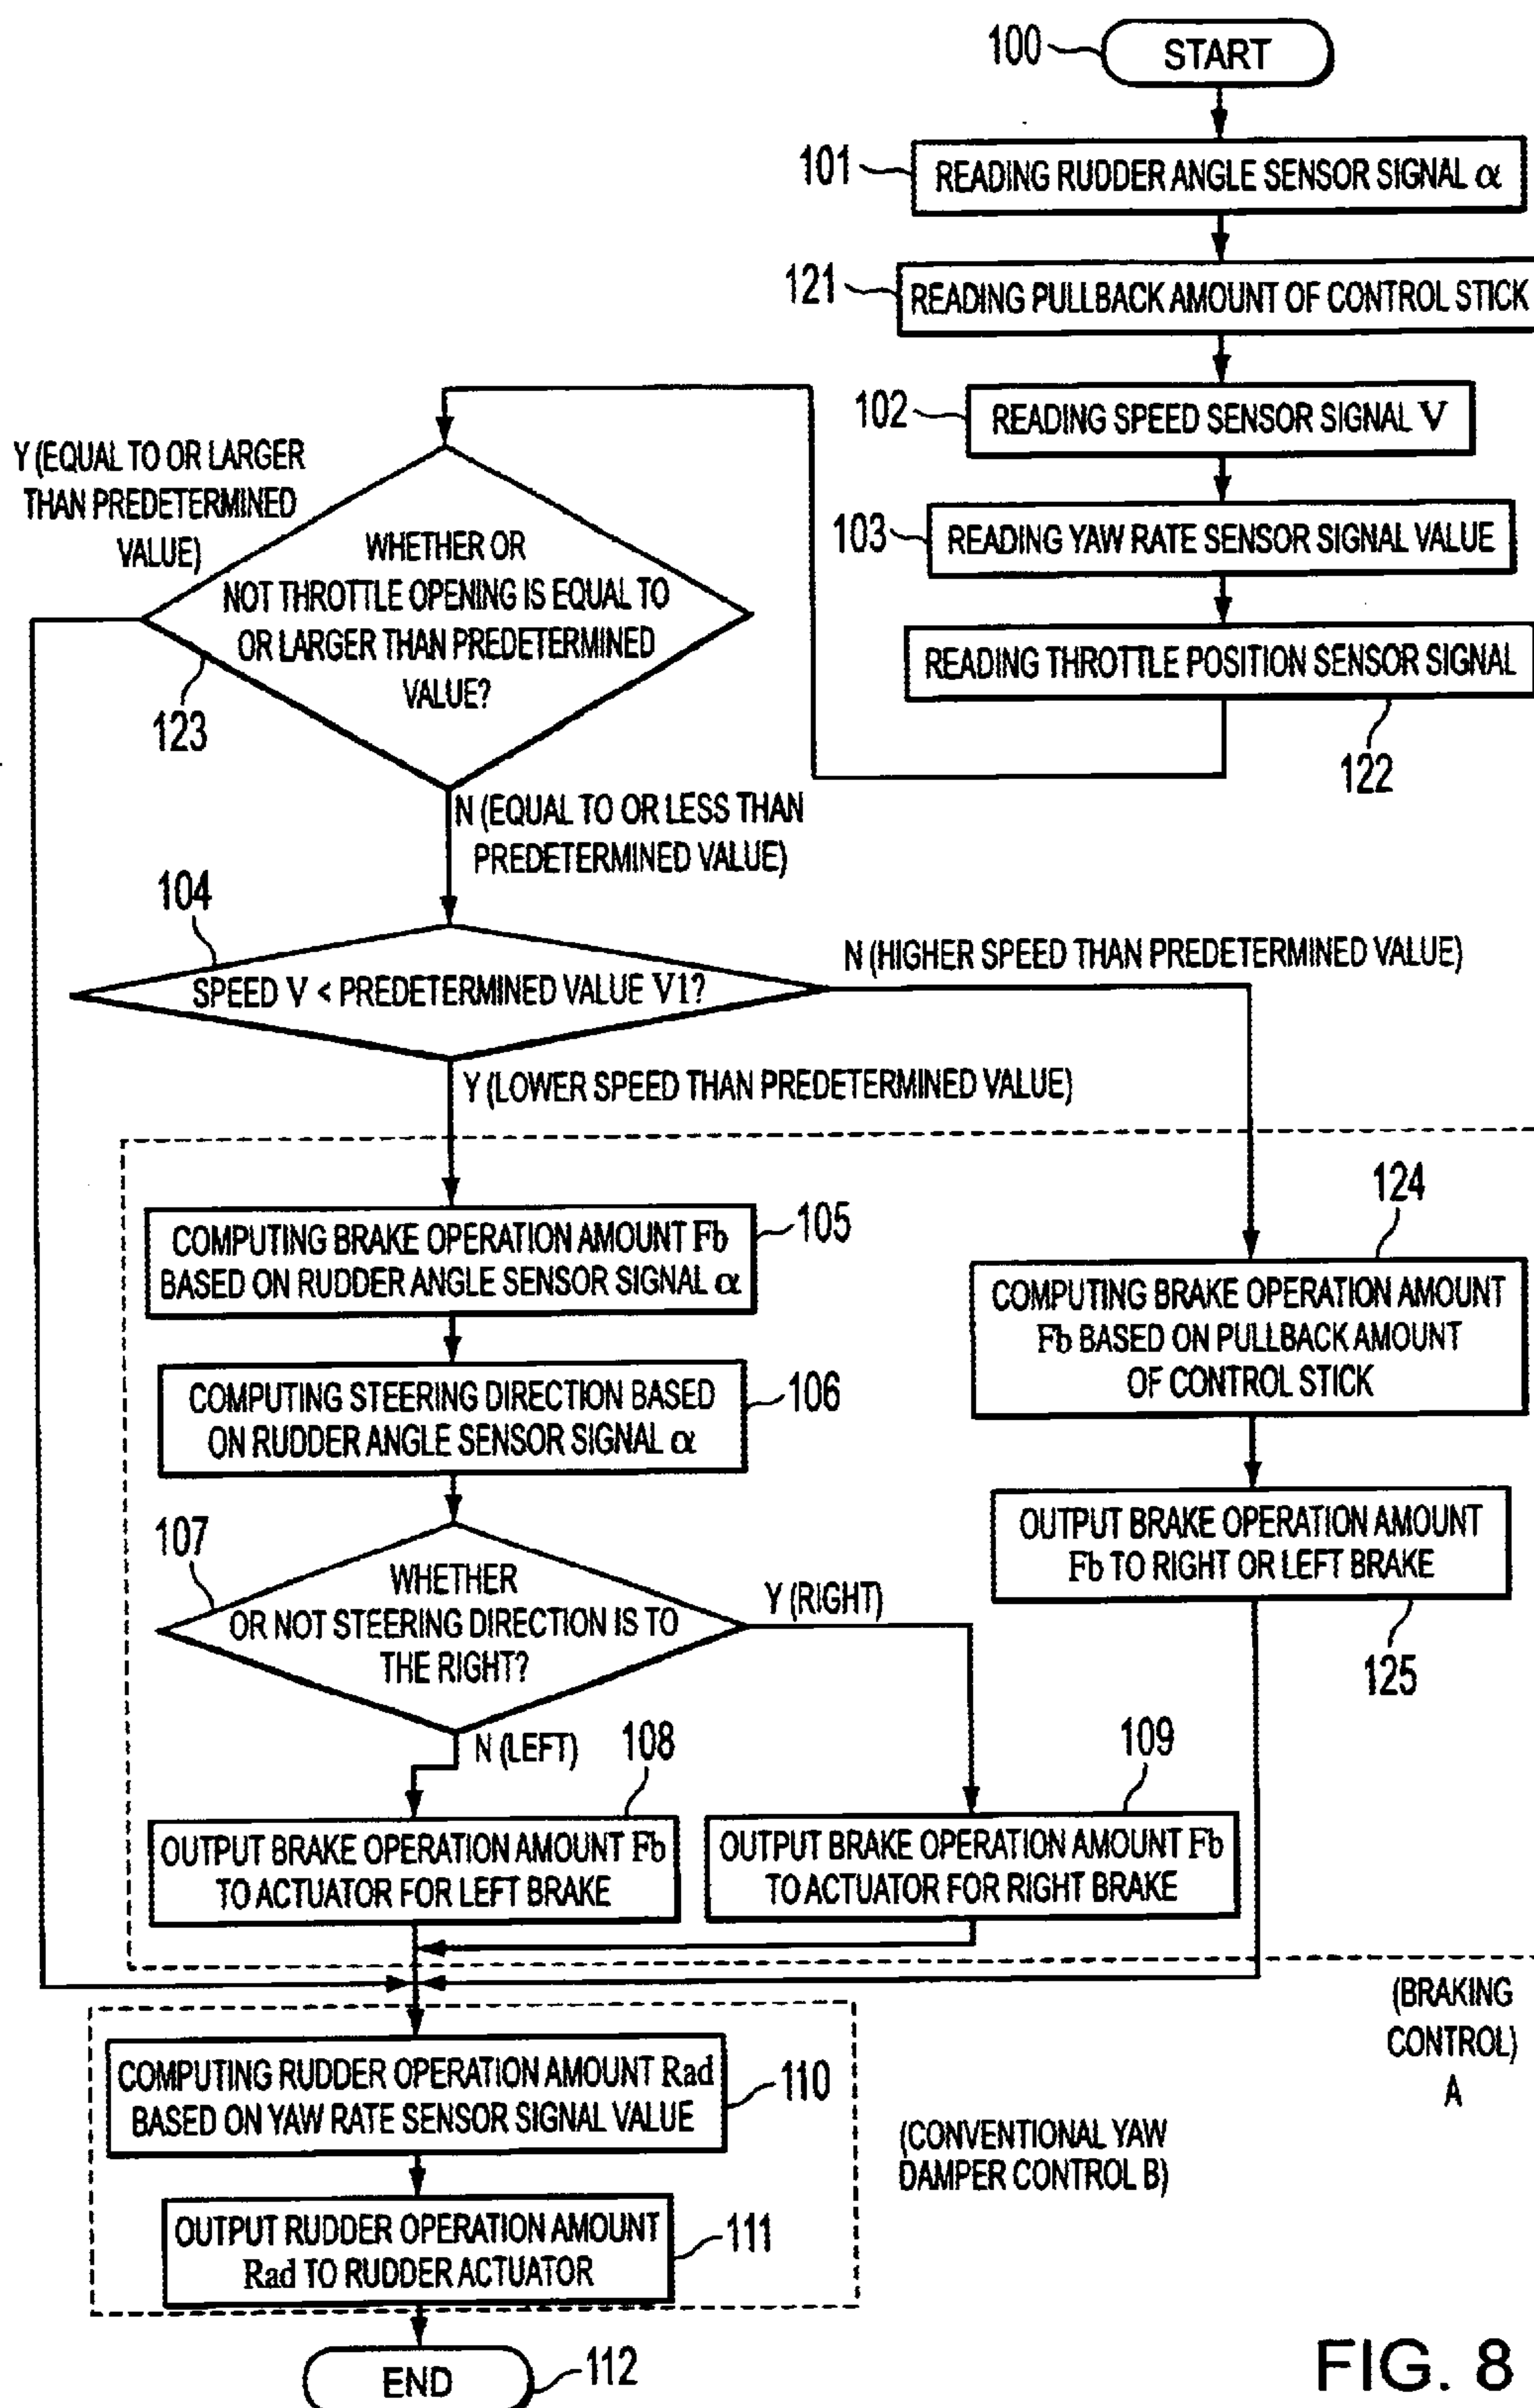 100
START
101
READING RUDDER ANGLE SENSOR SIGNAL α
121
READING PULLBACK AMOUNT OF CONTROL STICK
102
READING SPEED SENSOR SIGNAL V
103
READING YAW RATE SENSOR SIGNAL VALUE
READING THROTTLE POSITION SENSOR SIGNAL
122
Y (EQUAL TO OR LARGER
THAN PREDETERMINED
VALUE)
WHETHER OR
NOT THROTTLE OPENING IS EQUAL TO
OR LARGER THAN PREDETERMINED
VALUE?
123
N (EQUAL TO OR LESS THAN
PREDETERMINED VALUE)
104
SPEED V < PREDETERMINED VALUE V1?
N (HIGHER SPEED THAN PREDETERMINED VALUE)
Y (LOWER SPEED THAN PREDETERMINED VALUE)
COMPUTING BRAKE OPERATION AMOUNT Fb
BASED ON RUDDER ANGLE SENSOR SIGNAL α
105
COMPUTING STEERING DIRECTION BASED
ON RUDDER ANGLE SENSOR SIGNAL α
106
107
WHETHER
OR NOT STEERING DIRECTION IS TO
THE RIGHT?
Y (RIGHT)
N (LEFT)
108
OUTPUT BRAKE OPERATION AMOUNT Fb
TO ACTUATOR FOR LEFT BRAKE
109
OUTPUT BRAKE OPERATION AMOUNT Fb
TO ACTUATOR FOR RIGHT BRAKE
124
COMPUTING BRAKE OPERATION AMOUNT
Fb BASED ON PULLBACK AMOUNT
OF CONTROL STICK
OUTPUT BRAKE OPERATION AMOUNT
Fb TO RIGHT OR LEFT BRAKE
125
(BRAKING
CONTROL)
A
COMPUTING RUDDER OPERATION AMOUNT Rad
BASED ON YAW RATE SENSOR SIGNAL VALUE
110
(CONVENTIONAL YAW
DAMPER CONTROL B)
OUTPUT RUDDER OPERATION AMOUNT
Rad TO RUDDER ACTUATOR
111
END
112
FIG. 8